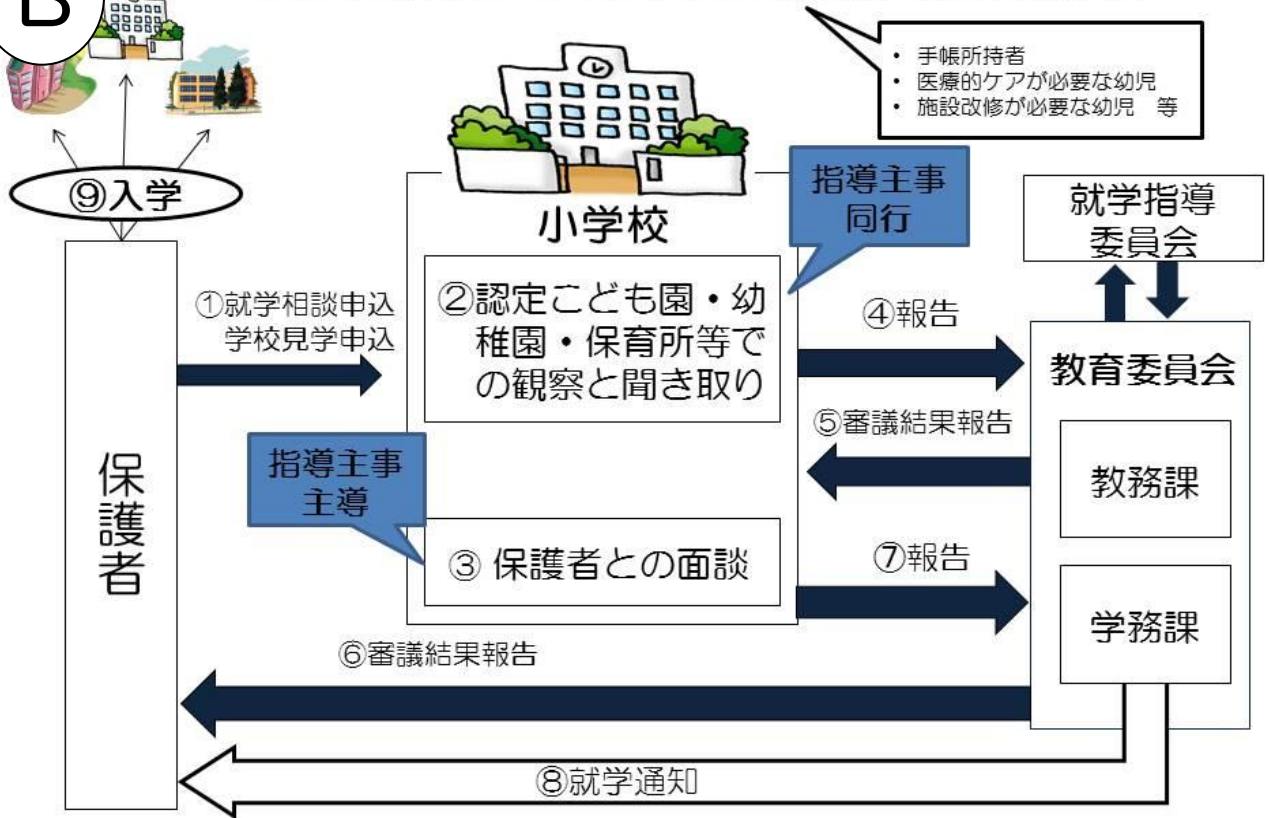 B
・ 手帳所持者
・ 医療的ケアが必要な幼児
・ 施設改修が必要な幼児 等
⑨入学
小学校
指導主事
同行
就学指導
委員会
①就学相談申込
学校見学申込
②認定こども園・幼
稚園・保育所等で
の観察と聞き取り
④報告
教育委員会
⑤審議結果報告
指導主事
主導
教務課
保護者
③ 保護者との面談
⑦報告
学務課
⑥審議結果報告
⑧就学通知